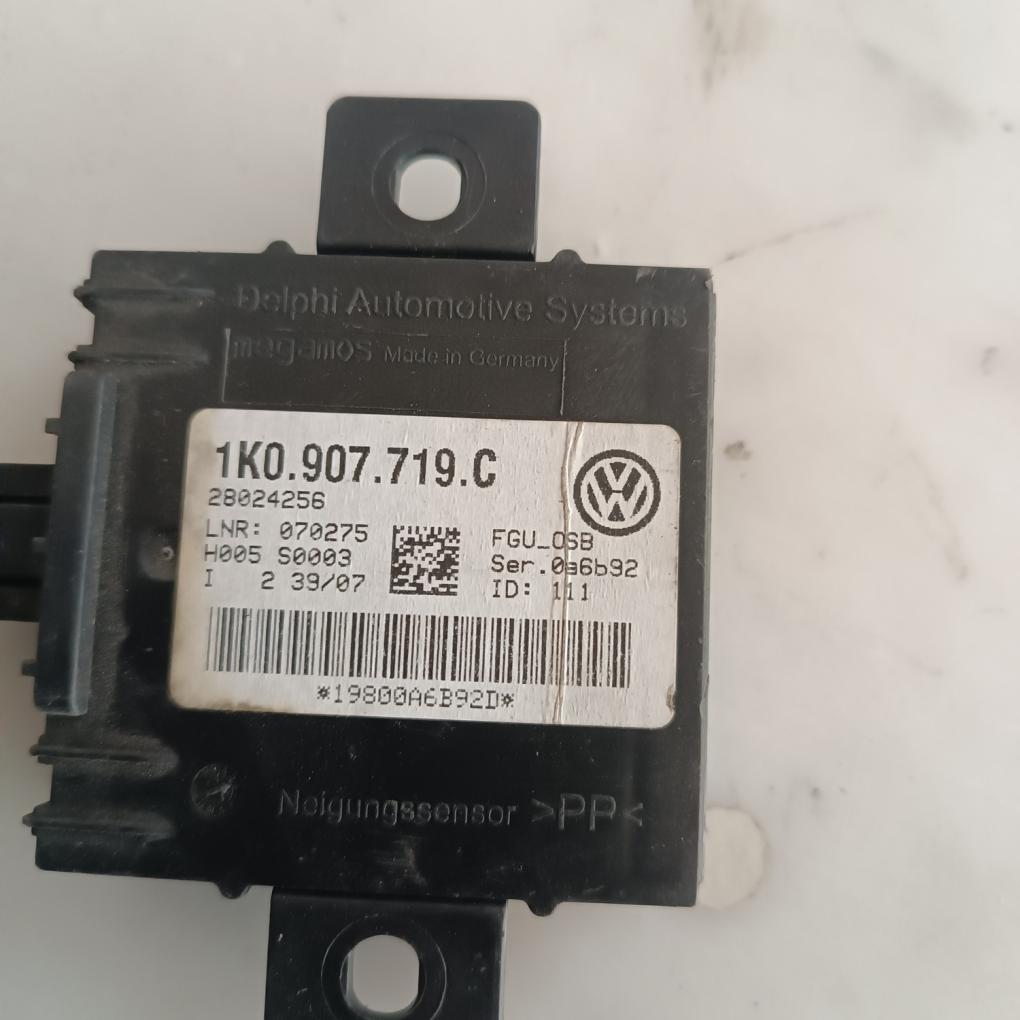 Delphi Automotive Systems
megamos Made in Germany
1K0.907.719.C
28024256
LNR: 070275
H005 S0003
I 2 39/07
FGU_OSB
Ser.0a6b92
ID: 111
*19800A6B92D*
Neigungssensor >PP<